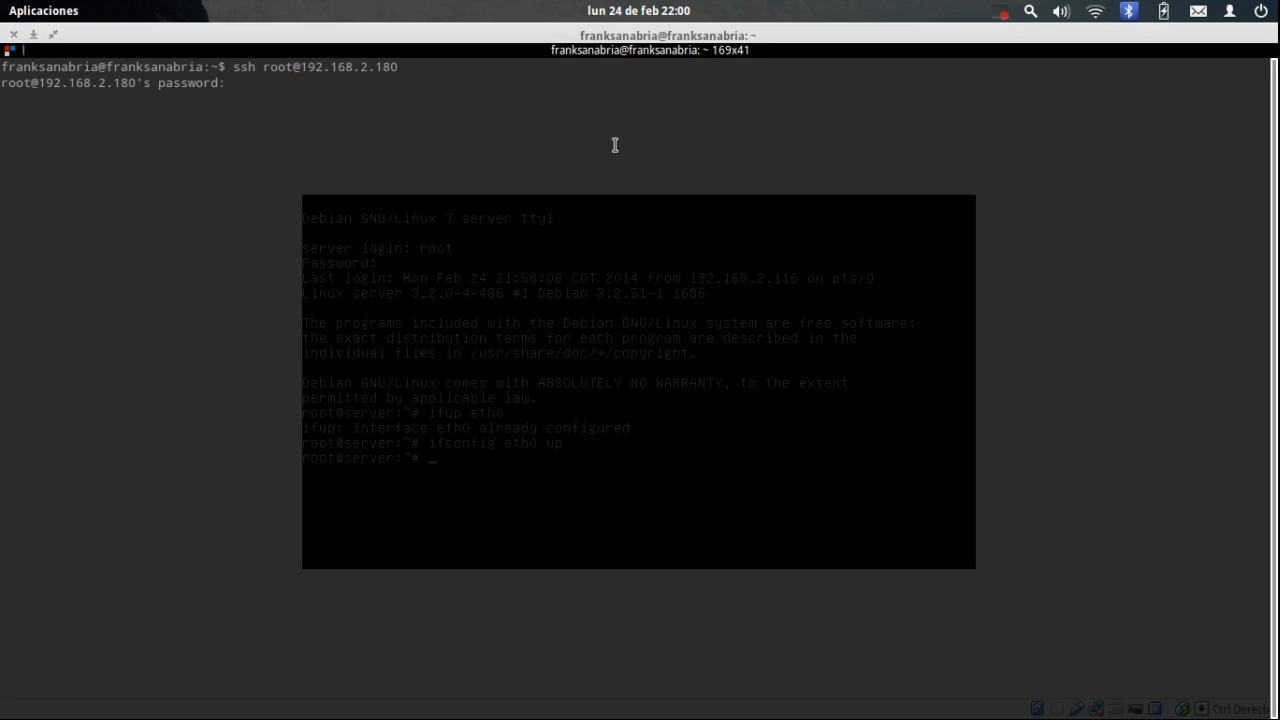 Aplicaciones
lun 24 de feb 22:00
franksanabria@franksanabria: ~
franksanabria@franksanabria: ~ 169x41
franksanabria@franksanabria:~$ ssh root@192.168.2.180
root@192.168.2.180's password:
Debian GNU/Linux 7 server tty1
server login: root
Password:
Last login: Mon Feb 24 21:58:08 COT 2014 from 192.168.2.116 on pts/0
Linux server 3.2.0-4-486 #1 Debian 3.2.51-1 i686
The programs included with the Debian GNU/Linux system are free software;
the exact distribution terms for each program are described in the
individual files in /usr/share/doc/*/copyright.
Debian GNU/Linux comes with ABSOLUTELY NO WARRANTY, to the extent
permitted by applicable law.
root@server:~# ifup eth0
ifup: interface eth0 already configured
root@server:~# ifconfig eth0 up
root@server:~# _
Ctrl Derech